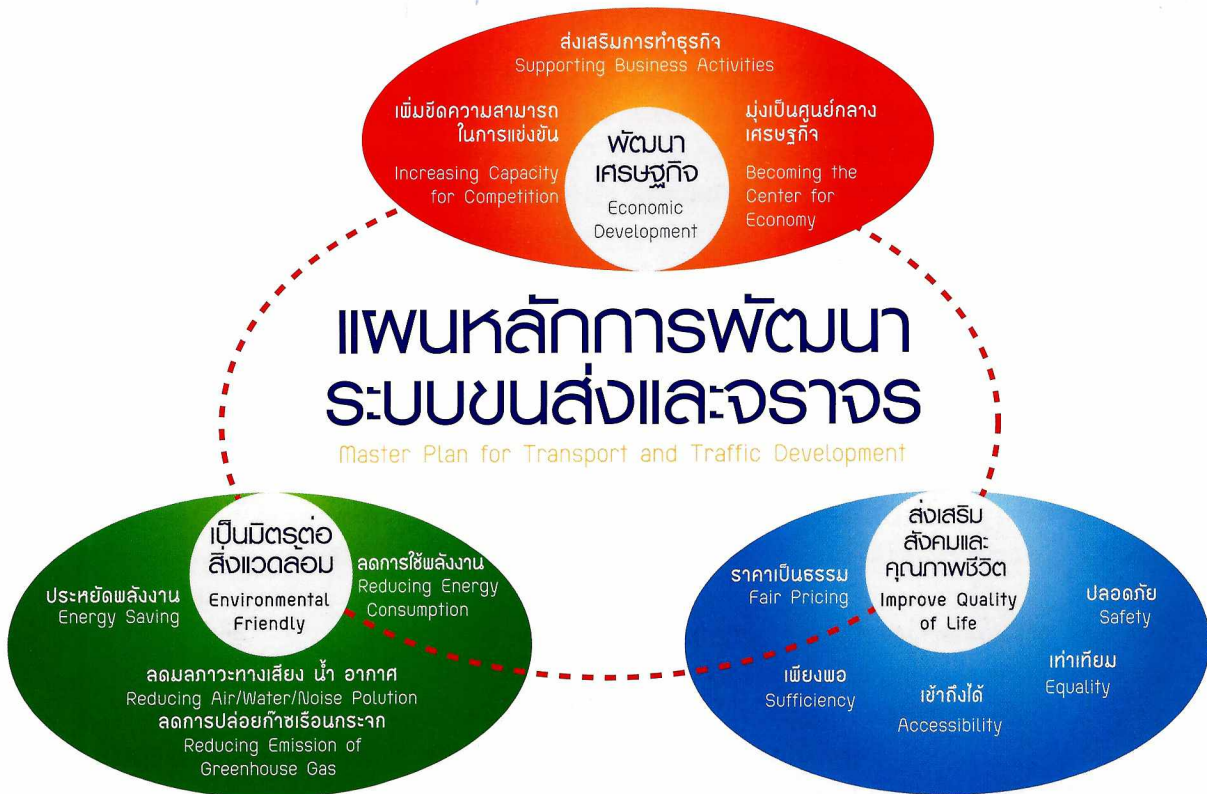 ส่งเสริมการทำธุรกิจ
Supporting Business Activities
เพิ่มขีดความสามารถ
ในการแข่งขัน
Increasing Capacity
for Competition
พัฒนา
เศรษฐกิจ
Economic
Development
มุ่งเป็นศูนย์กลาง
เศรษฐกิจ
Becoming the
Center for
Economy
แผนหลักการพัฒนา
ระบบขนส่งและจราจร
Master Plan for Transport and Traffic Development
เป็นมิตรต่อ
สิ่งแวดล้อม
Environmental
Friendly
ประหยัดพลังงาน
Energy Saving
ลดการใช้พลังงาน
Reducing Energy
Consumption
ลดมลภาวะทางเสียง น้ำ อากาศ
Reducing Air/Water/Noise Polution
ลดการปล่อยก๊าซเรือนกระจก
Reducing Emission of
Greenhouse Gas
ส่งเสริม
สังคมและ
คุณภาพชีวิต
Improve Quality
of Life
ราคาเป็นธรรม
Fair Pricing
เพียงพอ
Sufficiency
เข้าถึงได้
Accessibility
เท่าเทียม
Equality
ปลอดภัย
Safety